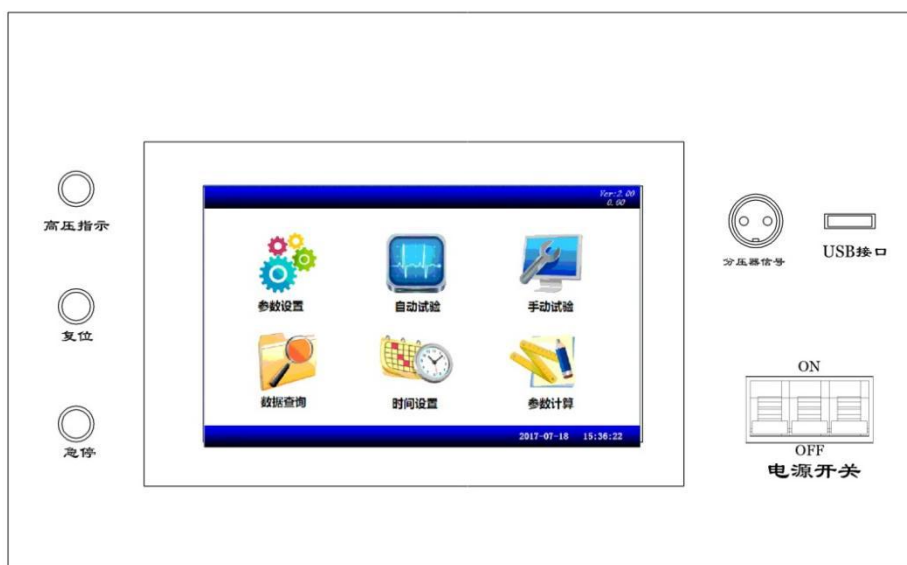 高压指示
复位
急停
Ver:2.00
0.60
参数设置
自动试验
手动试验
数据查询
时间设置
参数计算
2017-07-18 15:36:22
分压器信号
USB接口
ON
OFF
电源开关